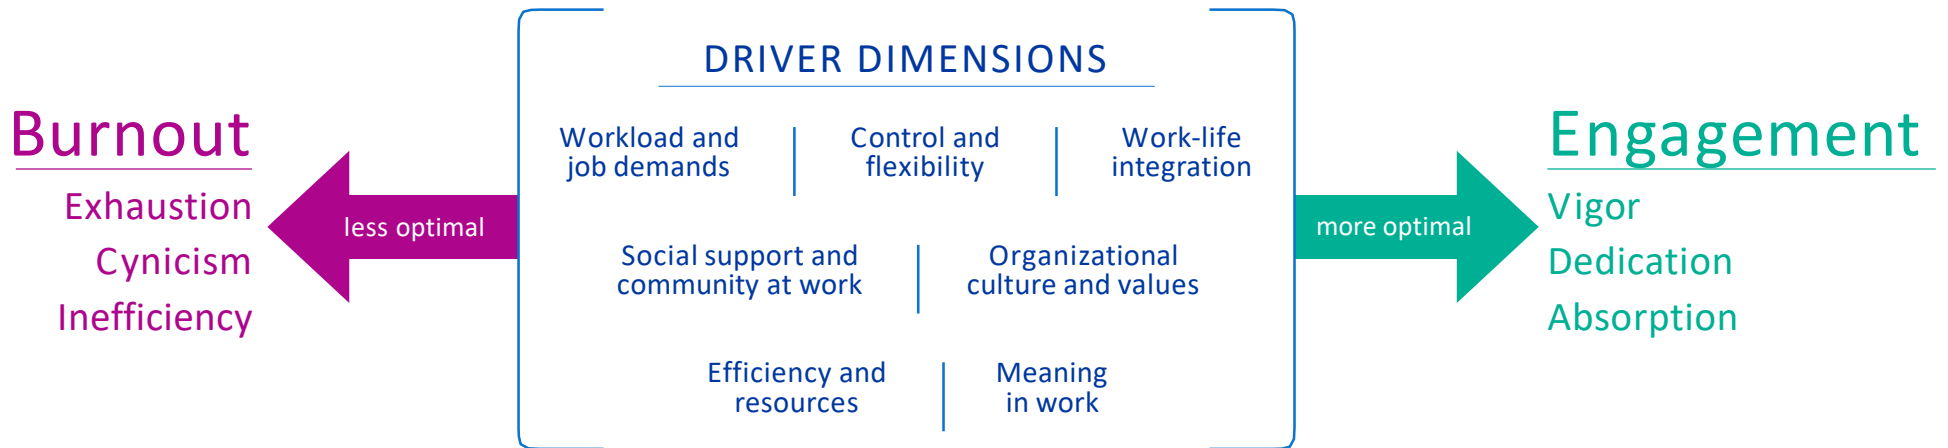 DRIVER DIMENSIONS
Burnout
Exhaustion
Cynicism
Inefficiency
less optimal
Workload and
job demands
Control and
flexibility
Work-life
integration
Social support and
community at work
Organizational
culture and values
Efficiency and
resources
Meaning
in work
more optimal
Engagement
Vigor
Dedication
Absorption